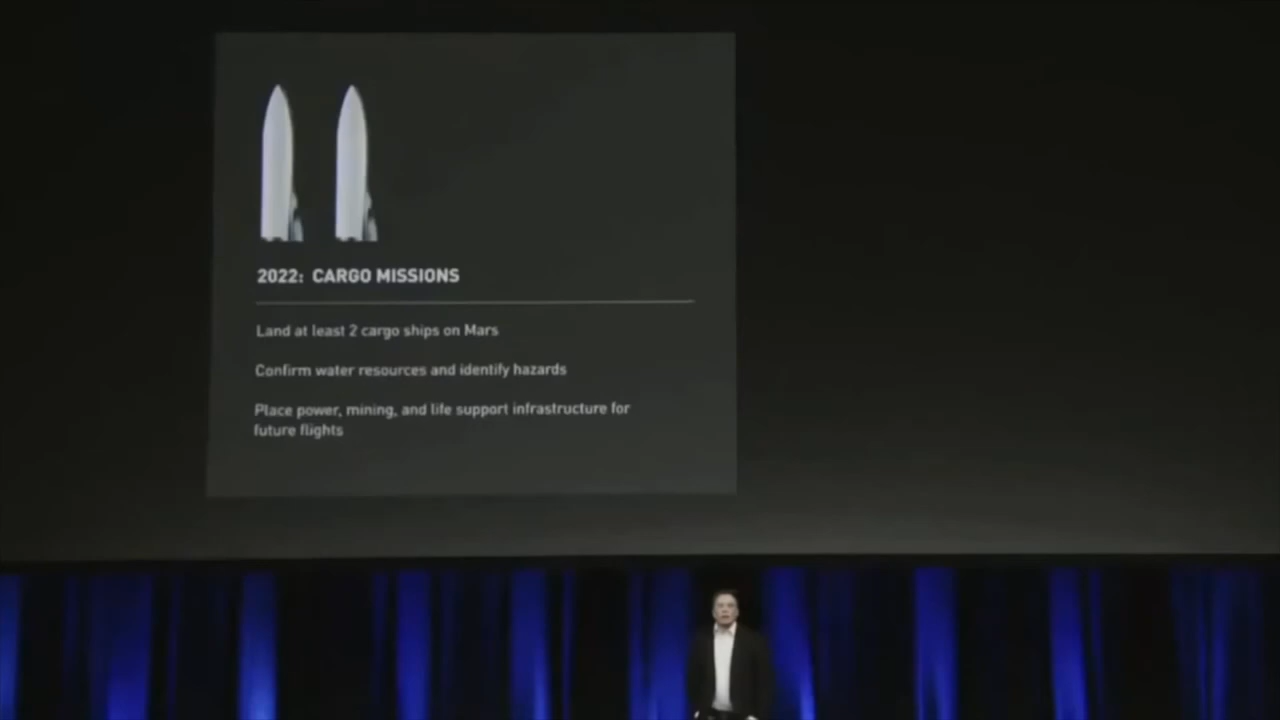 2022: CARGO MISSIONS
Land at least 2 cargo ships on Mars
Confirm water resources and identify hazards
Place power, mining, and life support infrastructure for
future flights